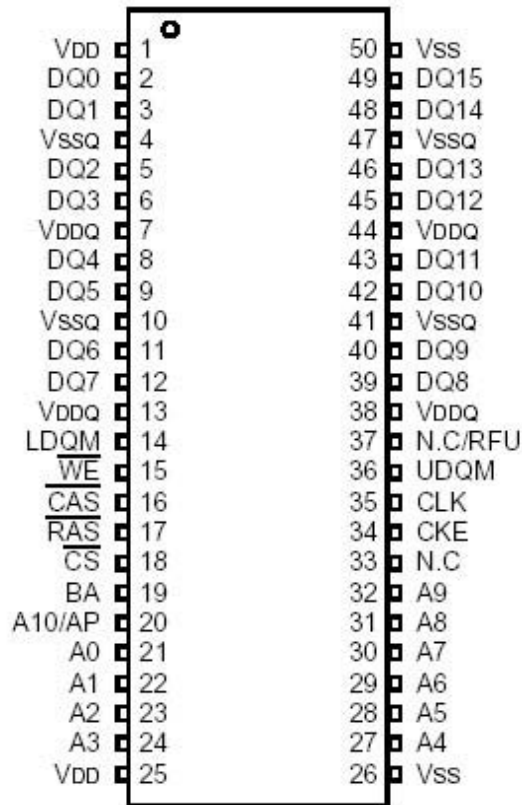 VDD 1 50 VSS
DQ0 2 49 DQ15
DQ1 3 48 DQ14
VSSQ 4 47 VSSQ
DQ2 5 46 DQ13
DQ3 6 45 DQ12
VDDQ 7 44 VDDQ
DQ4 8 43 DQ11
DQ5 9 42 DQ10
VSSQ 10 41 VSSQ
DQ6 11 40 DQ9
DQ7 12 39 DQ8
VDDQ 13 38 VDDQ
LDQM 14 37 N.C/RFU
WE 15 36 UDQM
CAS 16 35 CLK
RAS 17 34 CKE
CS 18 33 N.C
BA 19 32 A9
A10/AP 20 31 A8
A0 21 30 A7
A1 22 29 A6
A2 23 28 A5
A3 24 27 A4
VDD 25 26 VSS